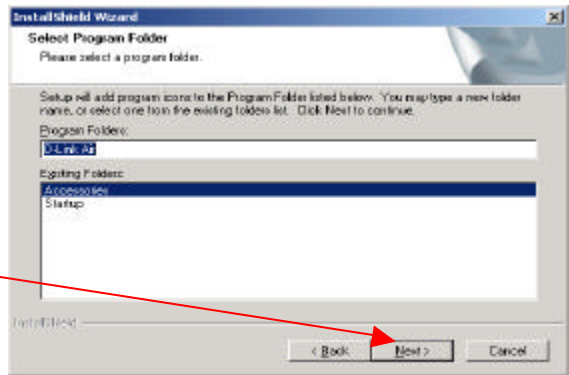 InstallShield Wizard
Select Program Folder
Please select a program folder.
Setup will add program icons to the Program Folder listed below. You may type a new folder
name, or select one from the existing folders list. Click Next to continue.
Program Folders:
D-Link Air
Existing Folders:
Accessories
Startup
InstallShield
< Back
Next >
Cancel